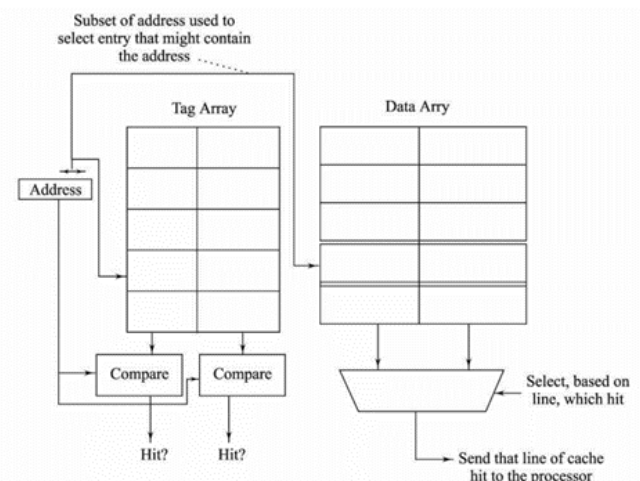 Subset of address used to
select entry that might contain
the address
Tag Array
Data Arry
Address
Compare
Compare
Select, based on
line, which hit
Hit?
Hit?
Send that line of cache
hit to the processor